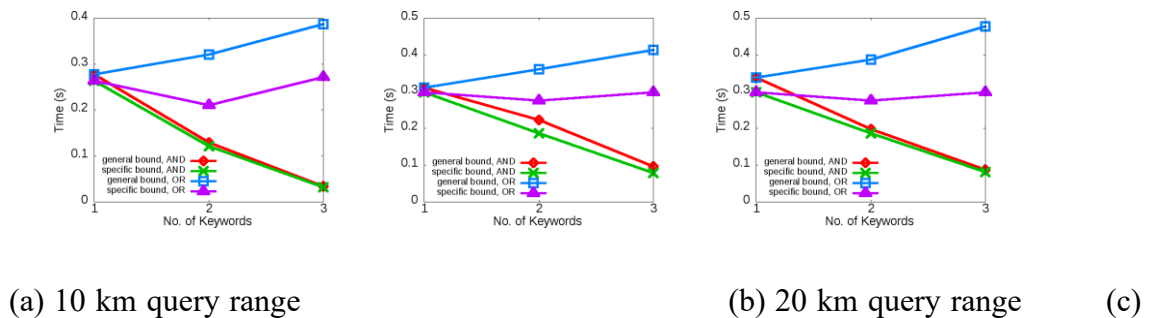 0.4
0.3
0.2
0.1
0
Time (s)
general bound, AND
specific bound, AND
general bound, OR
specific bound, OR
1 2 3
No. of Keywords
0.5
0.4
0.3
0.2
0.1
0
Time (s)
general bound, AND
specific bound, AND
general bound, OR
specific bound, OR
1 2 3
No. of Keywords
0.5
0.4
0.3
0.2
0.1
0
Time (s)
general bound, AND
specific bound, AND
general bound, OR
specific bound, OR
1 2 3
No. of Keywords
(a) 10 km query range (b) 20 km query range (c)